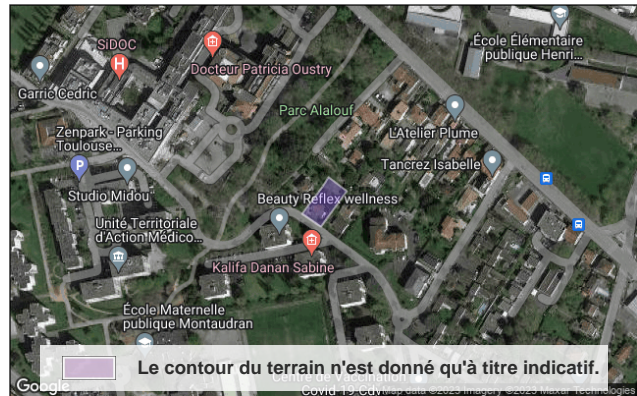 SiDOC
H
Docteur Patricia Oustry
École Élémentaire
publique Henri...
Garric Cedric
Parc Alalouf
L'Atelier Plume
Zenpark - Parking
Toulouse...
P
Tancrez Isabelle
Studio Midou
Beauty Reflex wellness
Unité Territoriale
d'Action Médico...
Kalifa Danan Sabine
École Maternelle
publique Montaudran
Le contour du terrain n'est donné qu'à titre indicatif.
Centre de Vaccination
Covid-19 Cdv
Google
Map data ©2023 Imagery ©2023 Maxar Technologies